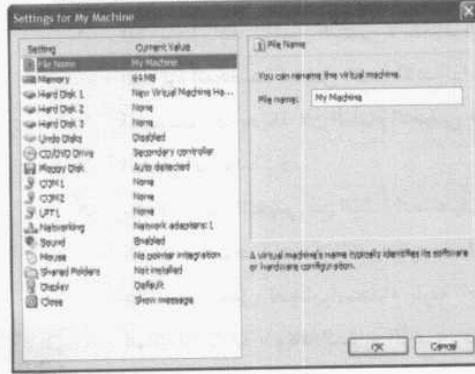 Settings for My Machine
Setting Current Value
File Name My Machine
Memory 64 MB
Hard Disk 1 New Virtual Machine Ha...
Hard Disk 2 None
Hard Disk 3 None
Undo Disks Disabled
CD/DVD Drive Secondary controller
Floppy Disk Auto detected
COM1 None
COM2 None
LPT1 None
Networking Network adapters: 1
Sound Enabled
Mouse No pointer integration
Shared Folders Not installed
Display Default
Close Show message
File Name
You can rename the virtual machine.
File name: My Machine
A virtual machine's name typically identifies its software
or hardware configuration.
OK Cancel